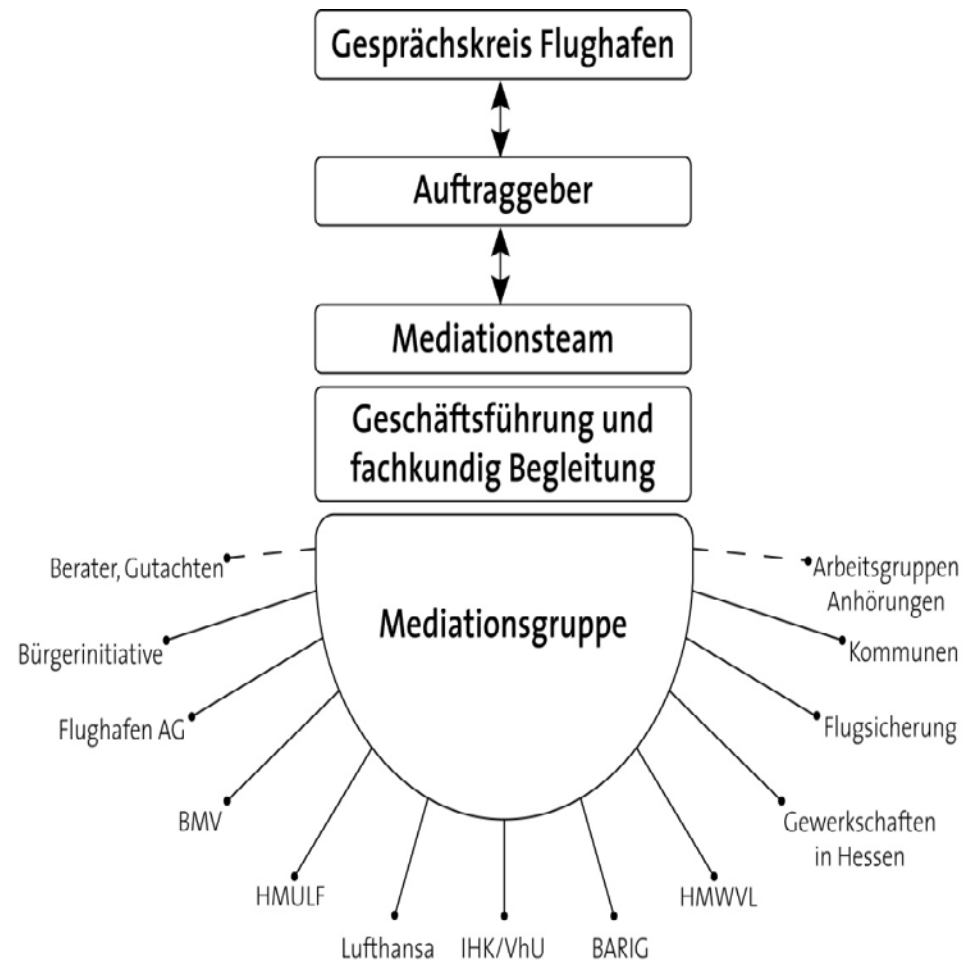 Gesprächskreis Flughafen
Auftraggeber
Mediationsteam
Geschäftsführung und
fachkundig Begleitung
Mediationsgruppe
Berater, Gutachten
Bürgerinitiative
Flughafen AG
BMV
HMULF
Lufthansa
IHK/VhU
BARIG
HMWVL
Gewerkschaften
in Hessen
Flugsicherung
Kommunen
Arbeitsgruppen
Anhörungen